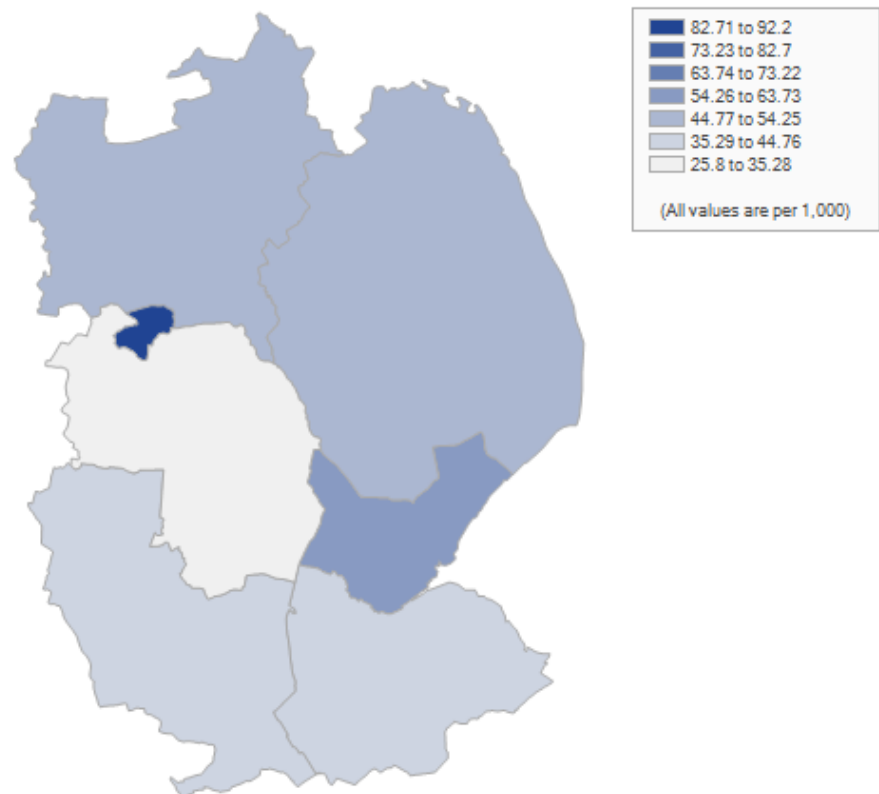 82.71 to 92.2
73.23 to 82.7
63.74 to 73.22
54.26 to 63.73
44.77 to 54.25
35.29 to 44.76
25.8 to 35.28
(All values are per 1,000)